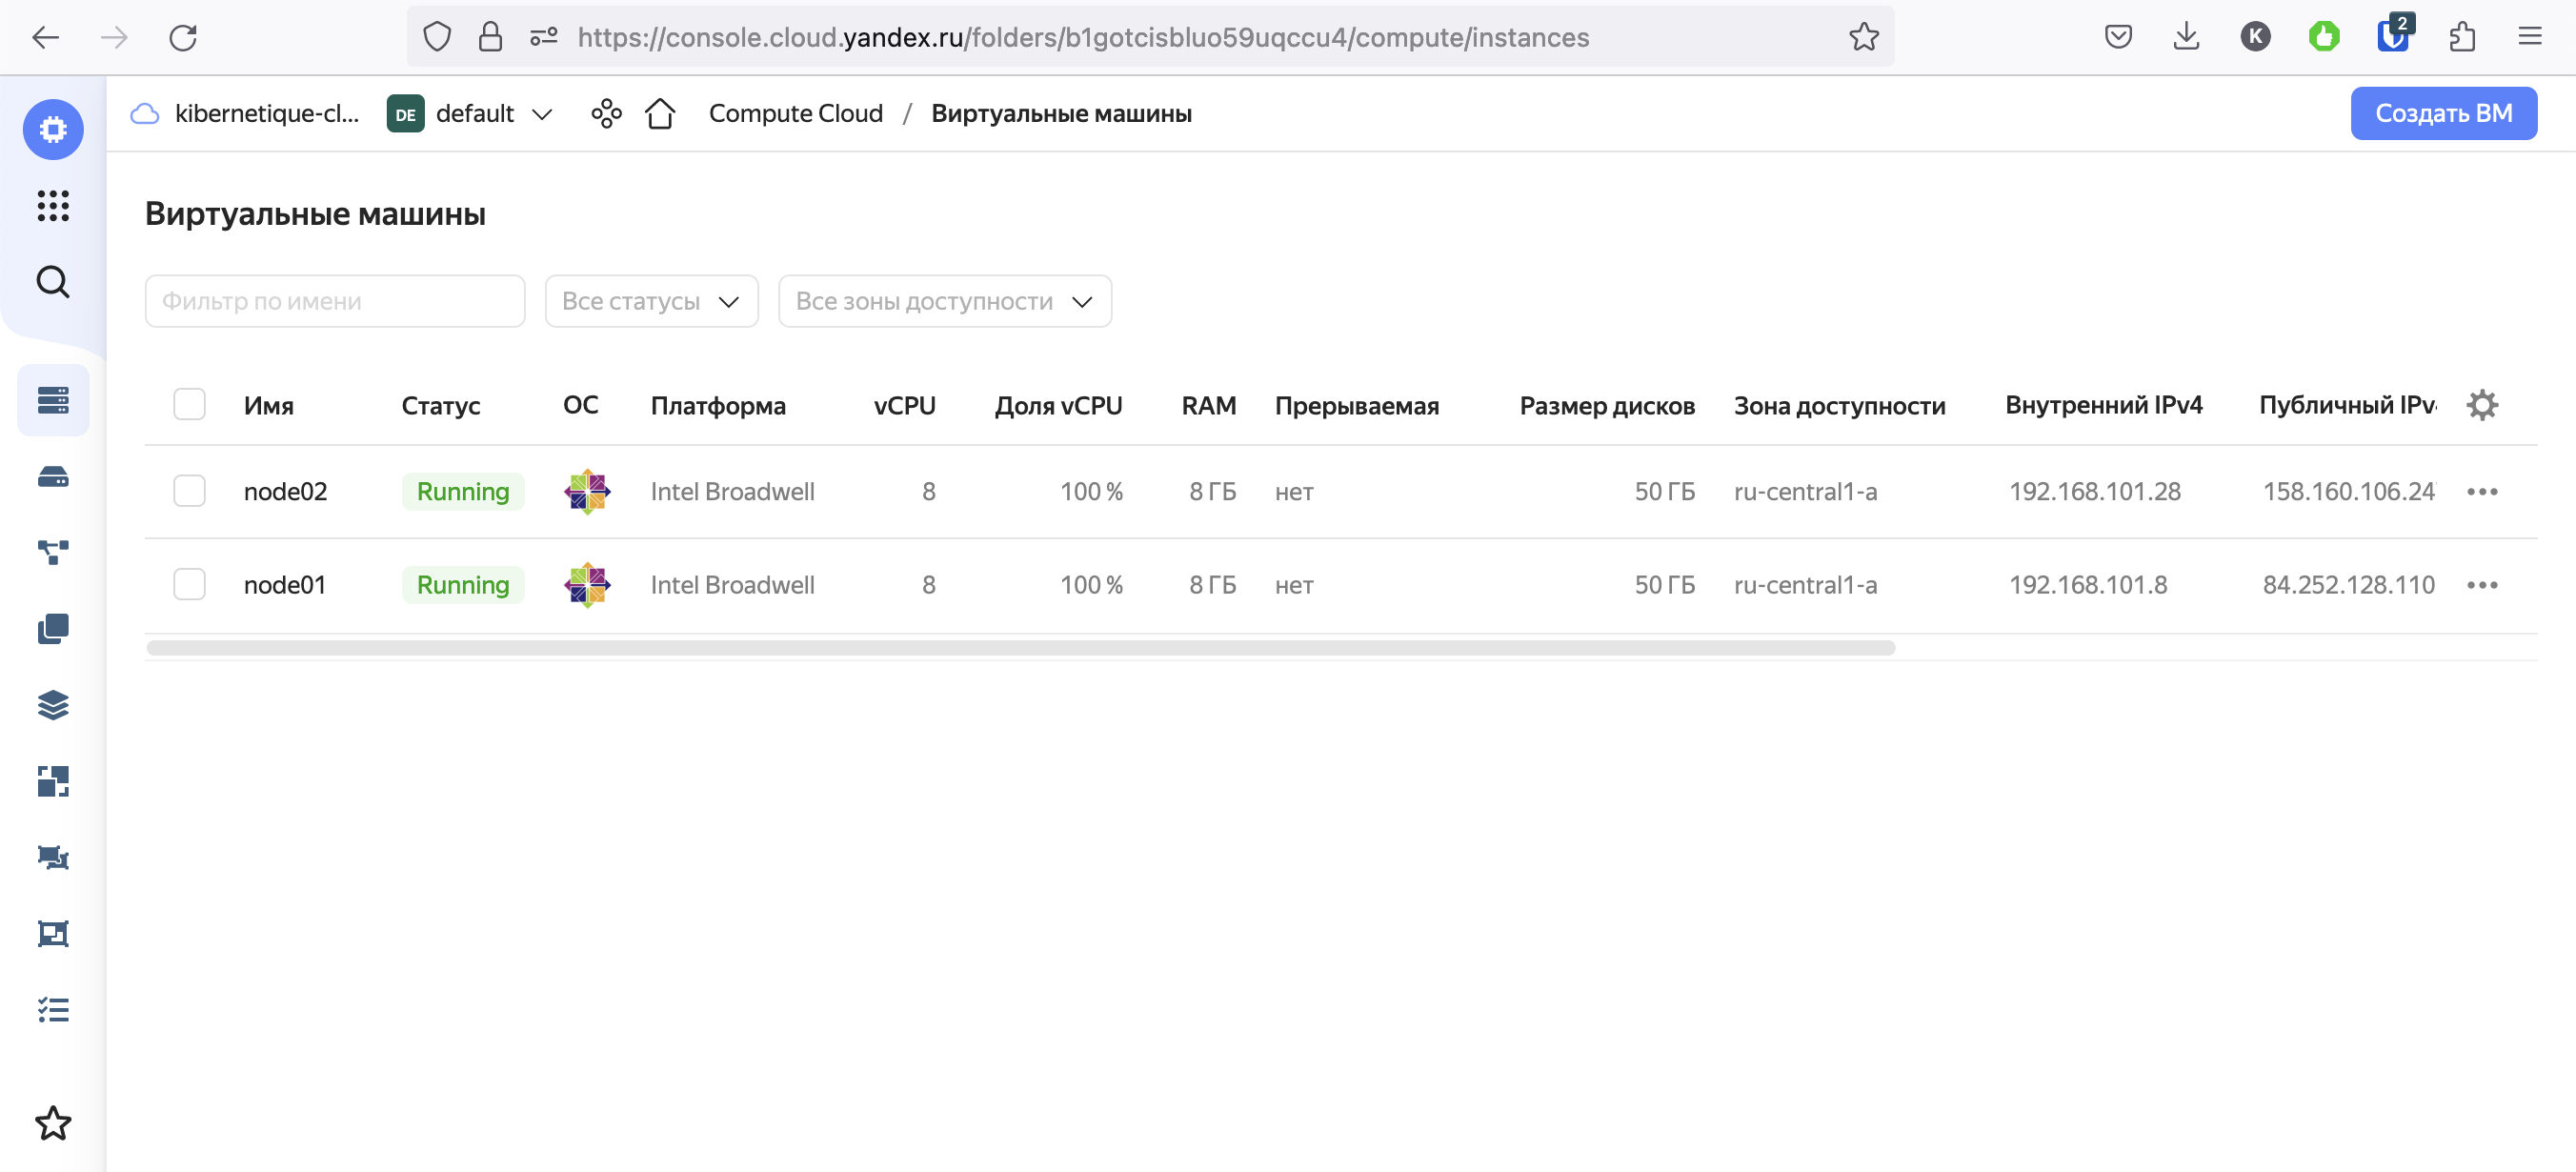 https://console.cloud.yandex.ru/folders/b1gotcisbluo59uqccu4/compute/instances
K
2
kibernetique-cl...
DE
default
Compute Cloud / Виртуальные машины
Создать ВМ
Виртуальные машины
Фильтр по имени
Все статусы
Все зоны доступности
Имя Статус ОС Платформа vCPU Доля vCPU RAM Прерываемая Размер дисков Зона доступности Внутренний IPv4 Публичный IPv
node02 Running Intel Broadwell 8 100 % 8 ГБ нет 50 ГБ ru-central1-a 192.168.101.28 158.160.106.24
node01 Running Intel Broadwell 8 100 % 8 ГБ нет 50 ГБ ru-central1-a 192.168.101.8 84.252.128.110